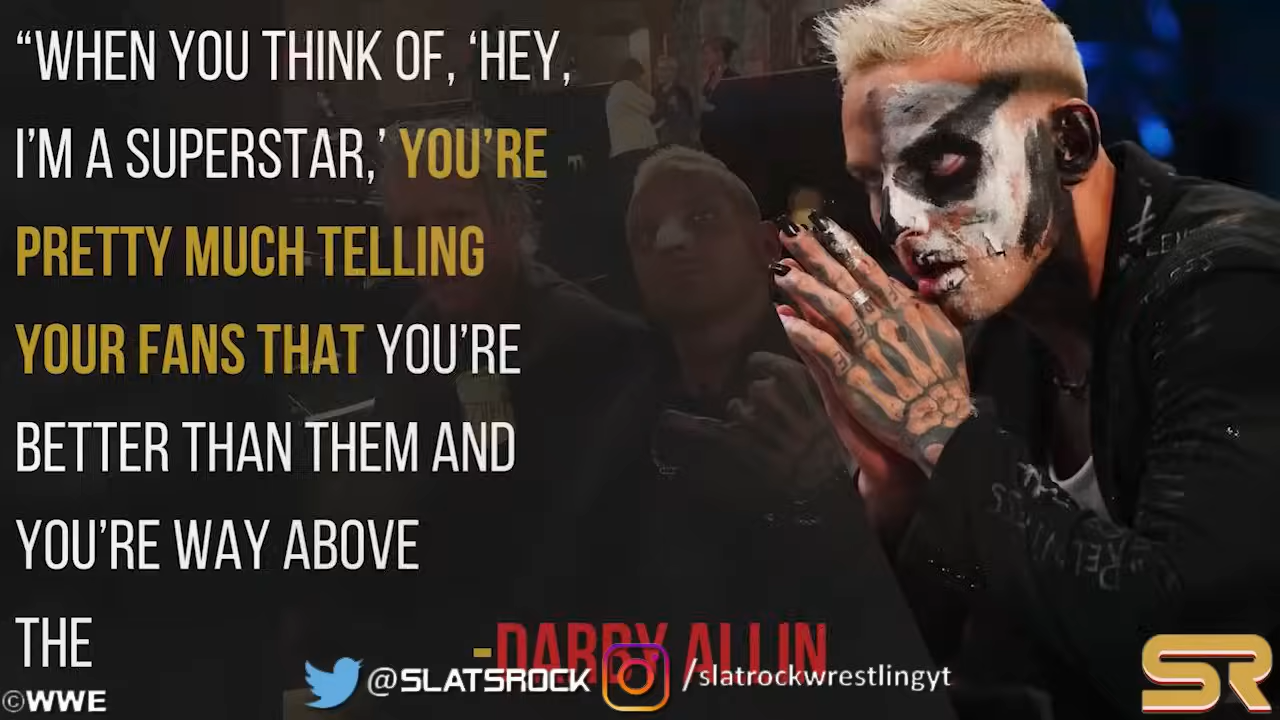 “WHEN YOU THINK OF, ‘HEY,
I’M A SUPERSTAR,’ YOU’RE
PRETTY MUCH TELLING
YOUR FANS THAT YOU’RE
BETTER THAN THEM AND
YOU’RE WAY ABOVE
THE
-DARBY ALLIN
@SLATSROCK /slatrockwrestlingyt
©WWE
SR